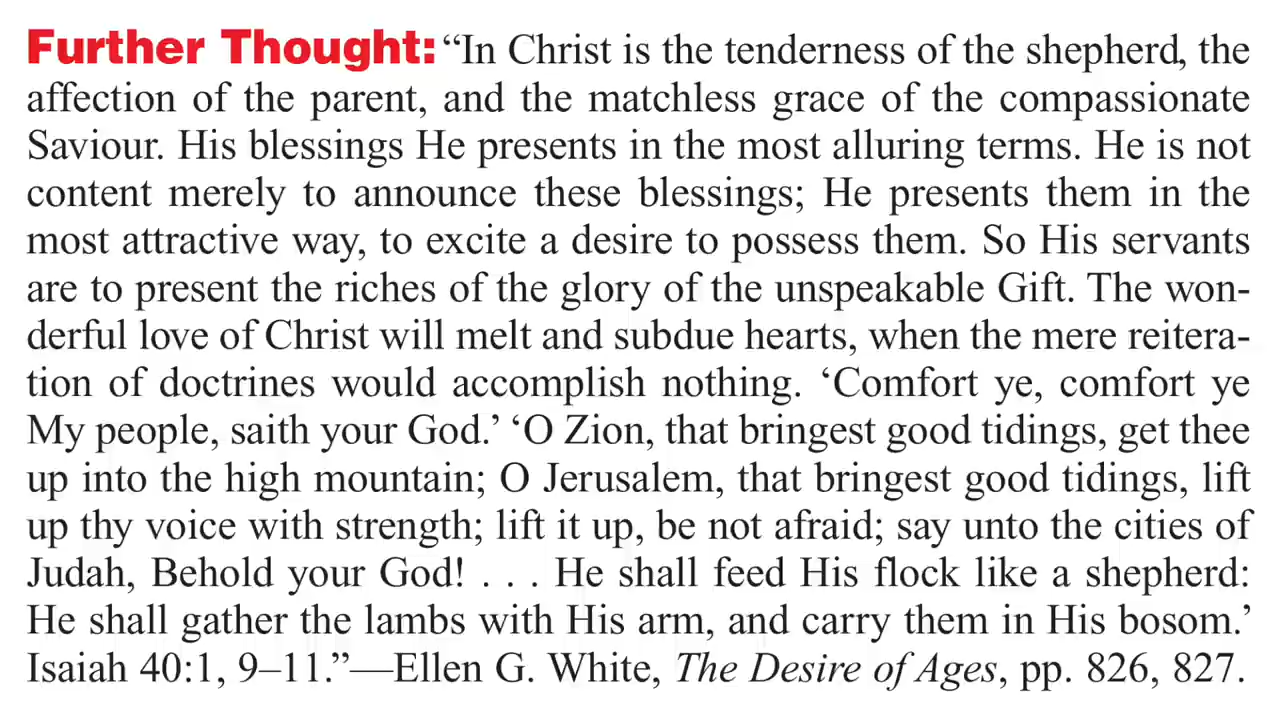 Further Thought: “In Christ is the tenderness of the shepherd, the
affection of the parent, and the matchless grace of the compassionate
Saviour. His blessings He presents in the most alluring terms. He is not
content merely to announce these blessings; He presents them in the
most attractive way, to excite a desire to possess them. So His servants
are to present the riches of the glory of the unspeakable Gift. The won-
derful love of Christ will melt and subdue hearts, when the mere reitera-
tion of doctrines would accomplish nothing. ‘Comfort ye, comfort ye
My people, saith your God.’ ‘O Zion, that bringest good tidings, get thee
up into the high mountain; O Jerusalem, that bringest good tidings, lift
up thy voice with strength; lift it up, be not afraid; say unto the cities of
Judah, Behold your God! . . . He shall feed His flock like a shepherd:
He shall gather the lambs with His arm, and carry them in His bosom.’
Isaiah 40:1, 9–11.”—Ellen G. White, The Desire of Ages, pp. 826, 827.